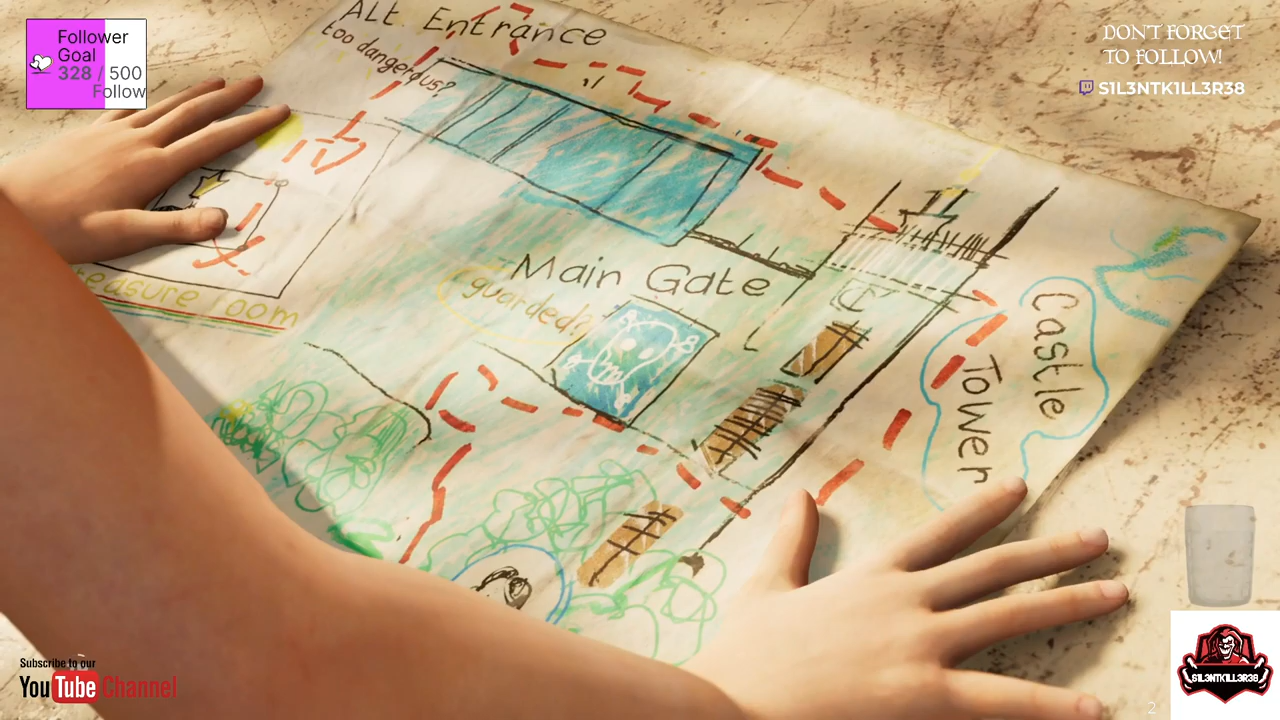 Follower
Goal
328 / 500
Follow
ALt. Entrance
too dangerous?
DON'T FORGET
TO FOLLOW!
S1L3NTK1LL3R38
Main Gate
(guarded?)
Castle
Tower
room
Subscribe to our
YouTube Channel
S1L3NTK1LL3R38
2